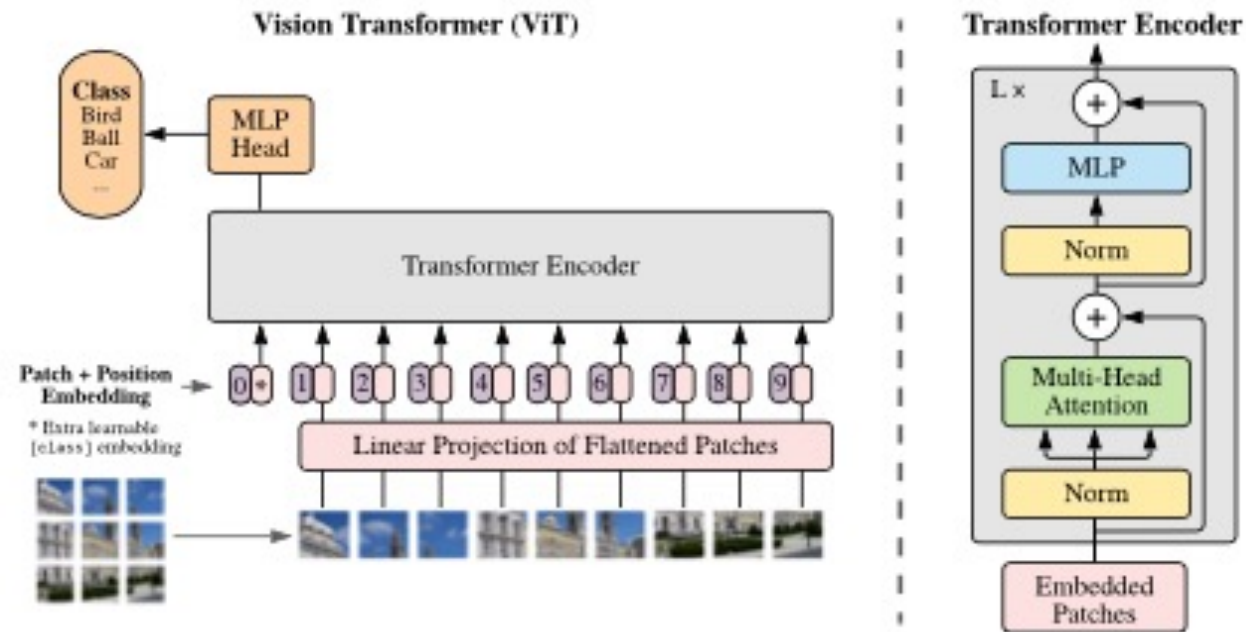 Vision Transformer (ViT)
Class
Bird
Ball
Car
...
MLP
Head
Transformer Encoder
Patch + Position
Embedding
* Extra learnable
[class] embedding
0 * 1 2 3 4 5 6 7 8 9
Linear Projection of Flattened Patches
Transformer Encoder
L ×
+
MLP
Norm
+
Multi-Head
Attention
Norm
Embedded
Patches